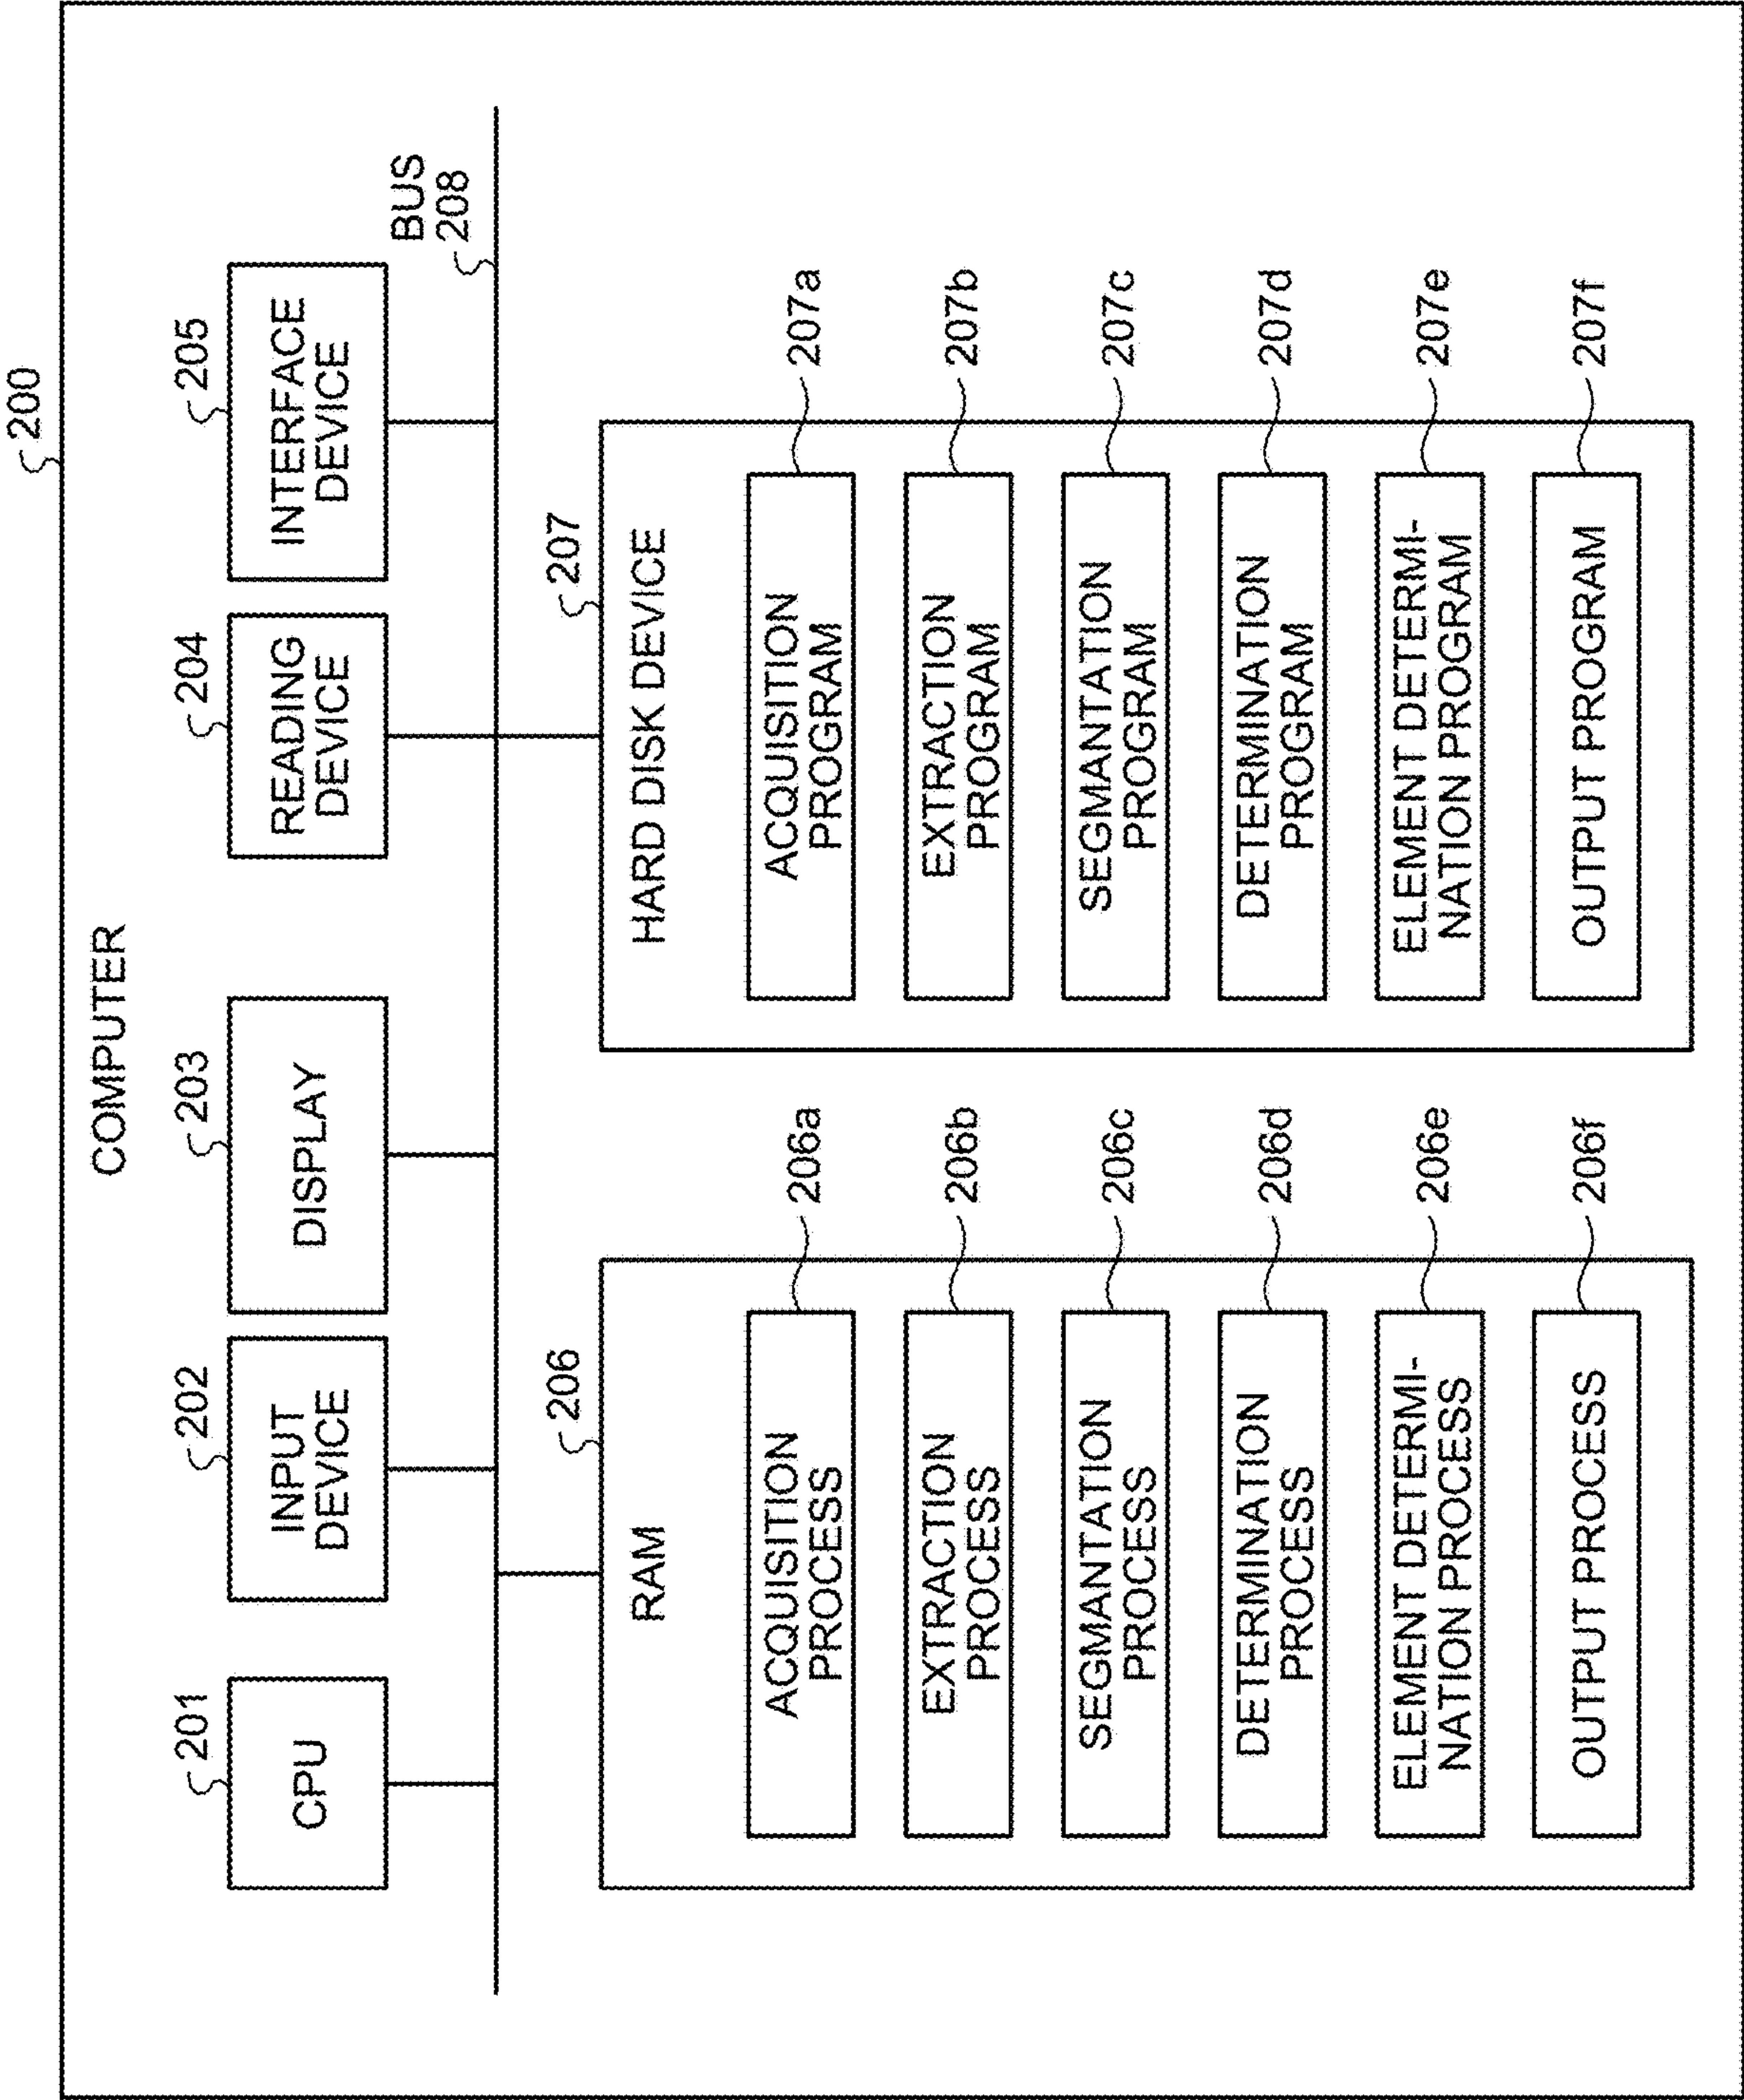 200
COMPUTER
201
202
203
204
205
CPU
INPUT
DEVICE
DISPLAY
READING
DEVICE
INTERFACE
DEVICE
BUS
208
206
207
RAM
ACQUISITION
PROCESS
206a
EXTRACTION
PROCESS
206b
SEGMANTATION
PROCESS
206c
DETERMINATION
PROCESS
206d
ELEMENT DETERMI-
NATION PROCESS
206e
OUTPUT PROCESS
206f
HARD DISK DEVICE
ACQUISITION
PROGRAM
207a
EXTRACTION
PROGRAM
207b
SEGMANTATION
PROGRAM
207c
DETERMINATION
PROGRAM
207d
ELEMENT DETERMI-
NATION PROGRAM
207e
OUTPUT PROGRAM
207f